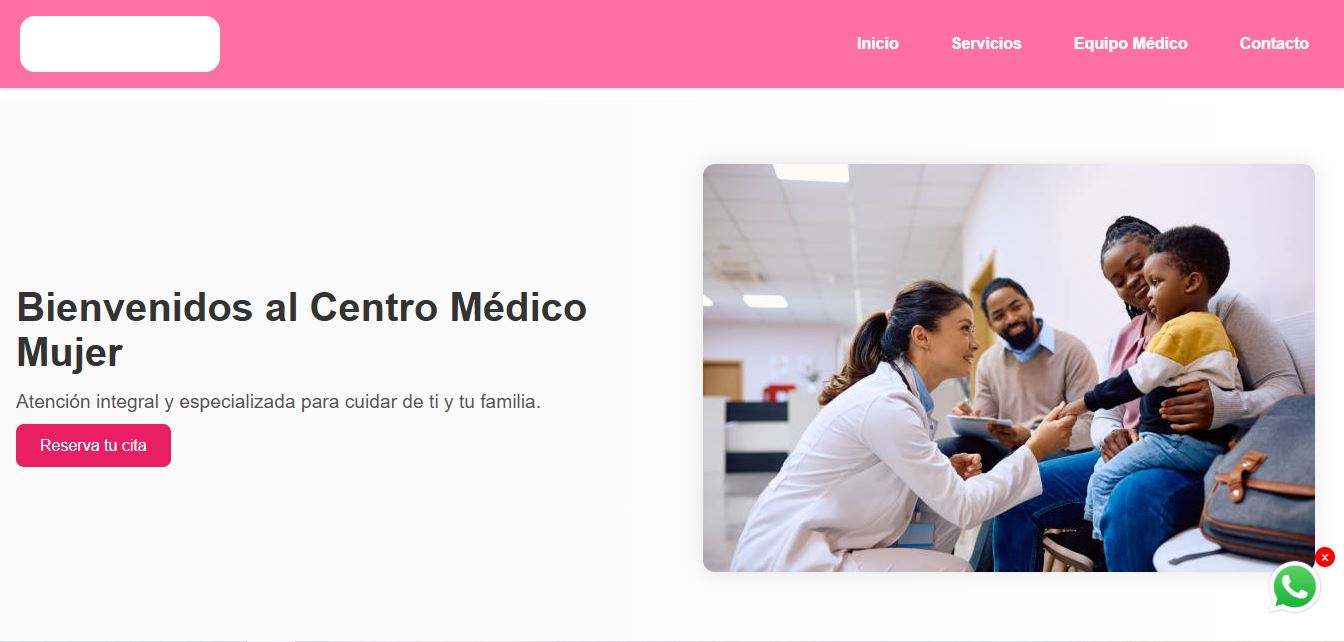 Inicio Servicios Equipo Médico Contacto
Bienvenidos al Centro Médico
Mujer
Atención integral y especializada para cuidar de ti y tu familia.
Reserva tu cita
x